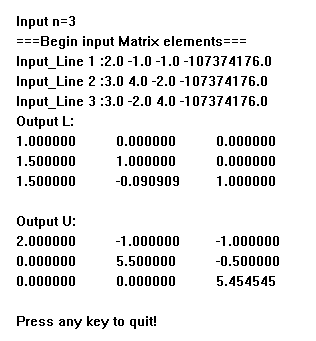 Input n=3
===Begin input Matrix elements===
Input_Line 1 :2.0 -1.0 -1.0 -107374176.0
Input_Line 2 :3.0 4.0 -2.0 -107374176.0
Input_Line 3 :3.0 -2.0 4.0 -107374176.0
Output L:
1.000000 0.000000 0.000000
1.500000 1.000000 0.000000
1.500000 -0.090909 1.000000
Output U:
2.000000 -1.000000 -1.000000
0.000000 5.500000 -0.500000
0.000000 0.000000 5.454545
Press any key to quit!